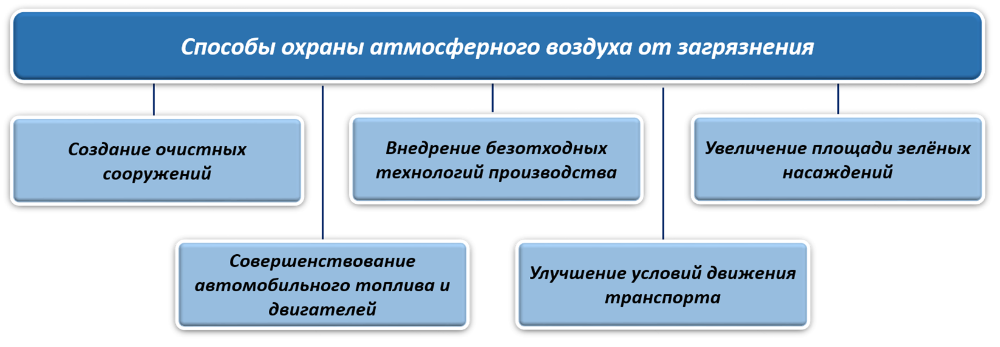 Способы охраны атмосферного воздуха от загрязнения
Создание очистных
сооружений
Внедрение безотходных
технологий производства
Увеличение площади зелёных
насаждений
Совершенствование
автомобильного топлива и
двигателей
Улучшение условий движения
транспорта